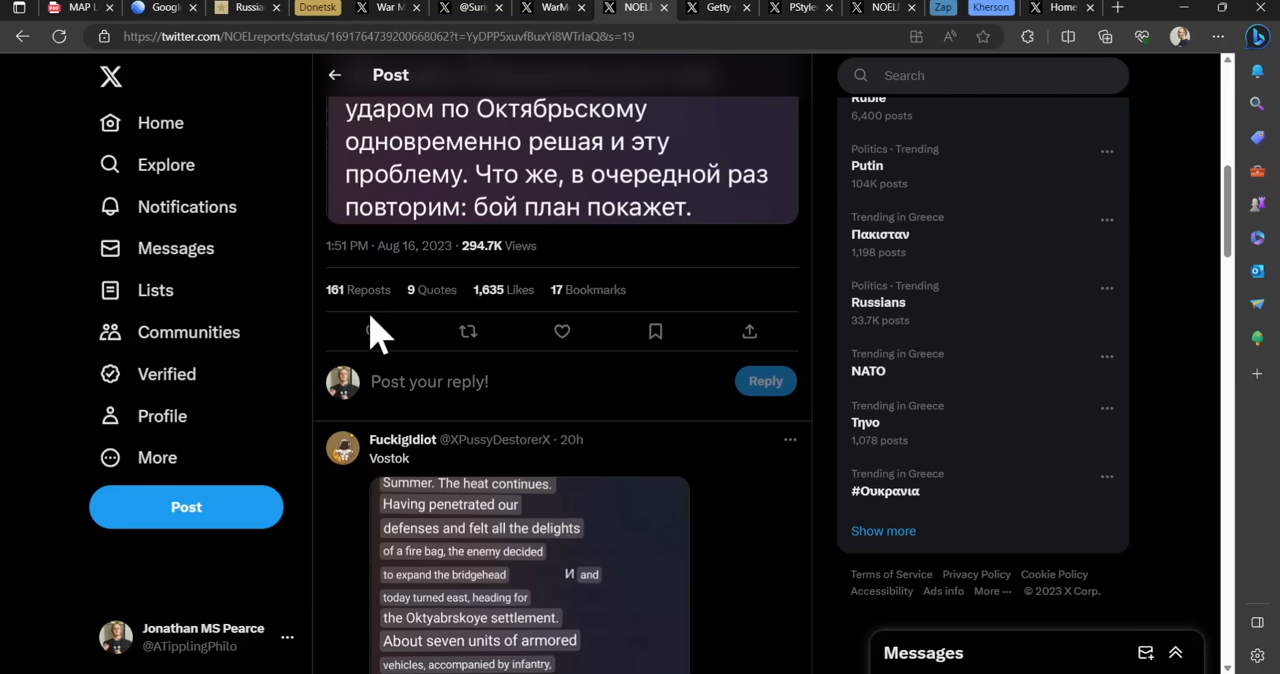 MAP L
Googl
Russia
Donetsk
War M
@Suri
WarM
NOELI
Getty
PStyle
NOELI
Zap
Kherson
Home
https://twitter.com/NOELreports/status/1691764739200668062?t=YyDPP5xuvfBuxYi8WTrlaQ&s=19
Home
Explore
Notifications
Messages
Lists
Communities
Verified
Profile
More
Post
Jonathan MS Pearce
@ATipplingPhilo
Post
ударом по Октябрьскому
одновременно решая и эту
проблему. Что же, в очередной раз
повторим: бой план покажет.
1:51 PM · Aug 16, 2023 · 294.7K Views
161 Reposts 9 Quotes 1,635 Likes 17 Bookmarks
Post your reply!
Reply
FuckigIdiot @XPussyDestorerX · 20h
Vostok
Summer. The heat continues.
Having penetrated our
defenses and felt all the delights
of a fire bag, the enemy decided
to expand the bridgehead И and
today turned east, heading for
the Oktyabrskoye settlement.
About seven units of armored
vehicles, accompanied by infantry,
Search
Ruble
6,400 posts
Politics · Trending
Putin
104K posts
Trending in Greece
Πακισταν
1,198 posts
Politics · Trending
Russians
33.7K posts
Trending in Greece
NATO
Trending in Greece
Τηνο
1,078 posts
Trending in Greece
#Ουκρανια
Show more
Terms of Service Privacy Policy Cookie Policy
Accessibility Ads info More ··· © 2023 X Corp.
Messages